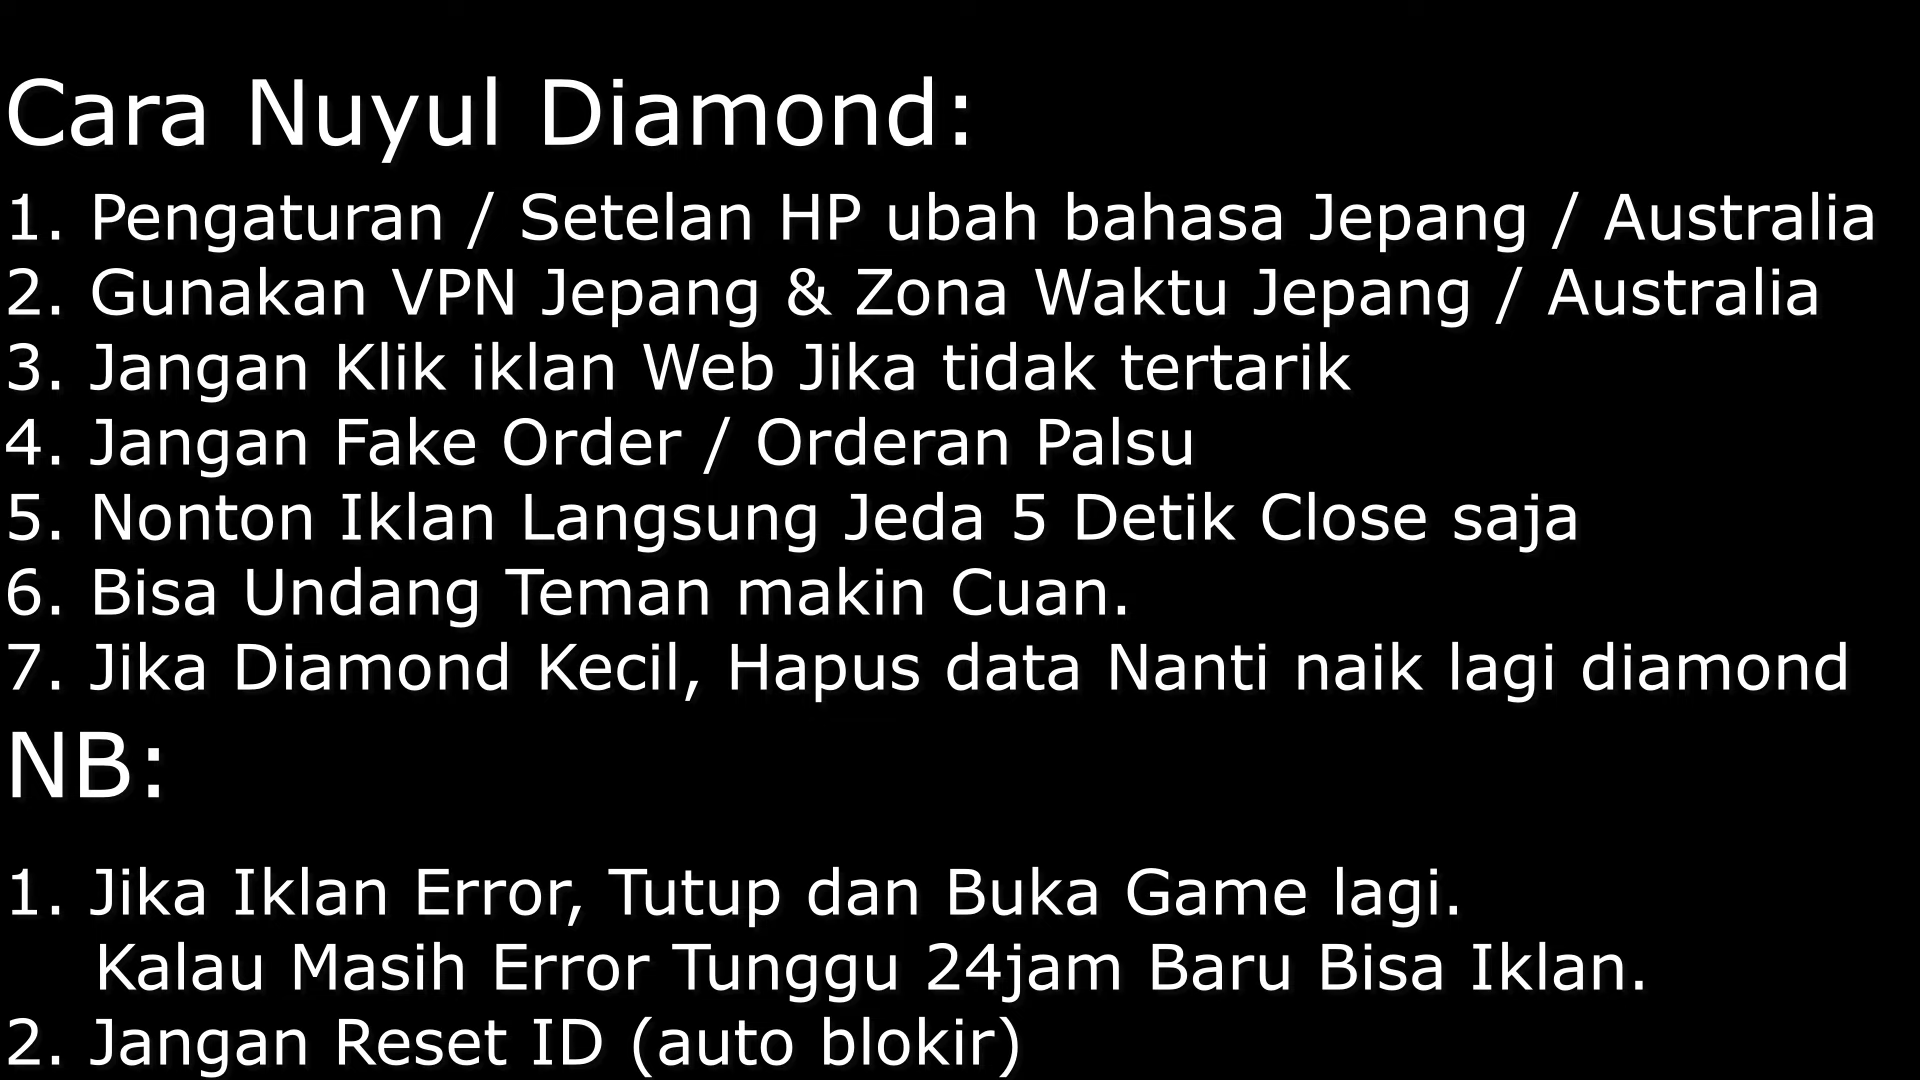 Cara Nuyul Diamond:
1. Pengaturan / Setelan HP ubah bahasa Jepang / Australia
2. Gunakan VPN Jepang & Zona Waktu Jepang / Australia
3. Jangan Klik iklan Web Jika tidak tertarik
4. Jangan Fake Order / Orderan Palsu
5. Nonton Iklan Langsung Jeda 5 Detik Close saja
6. Bisa Undang Teman makin Cuan.
7. Jika Diamond Kecil, Hapus data Nanti naik lagi diamond
NB:
1. Jika Iklan Error, Tutup dan Buka Game lagi.
Kalau Masih Error Tunggu 24jam Baru Bisa Iklan.
2. Jangan Reset ID (auto blokir)